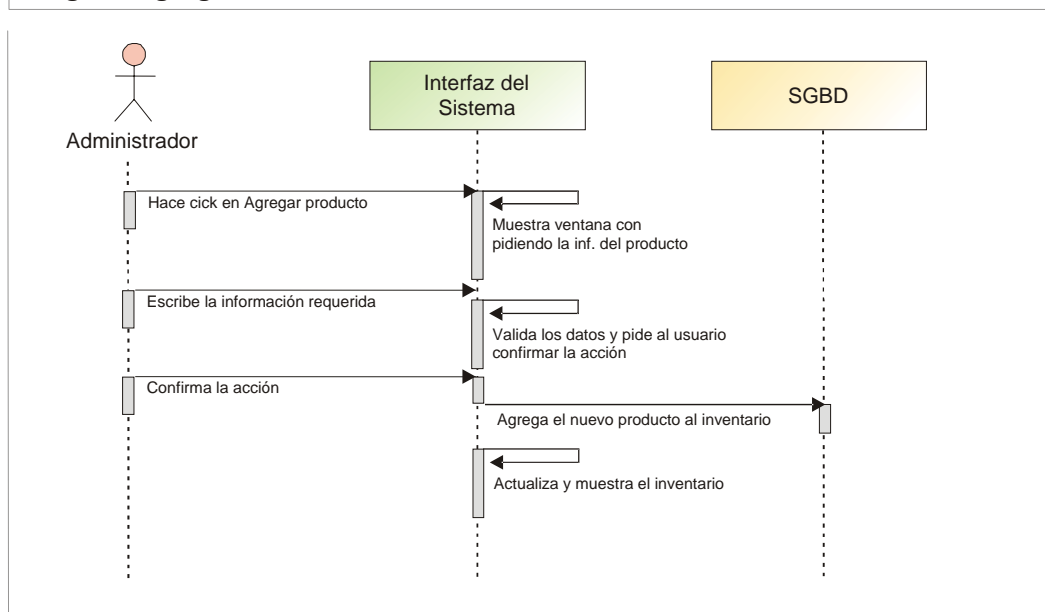 Interfaz del
Sistema
SGBD
Administrador
Hace cick en Agregar producto
Muestra ventana con
pidiendo la inf. del producto
Escribe la información requerida
Valida los datos y pide al usuario
confirmar la acción
Confirma la acción
Agrega el nuevo producto al inventario
Actualiza y muestra el inventario